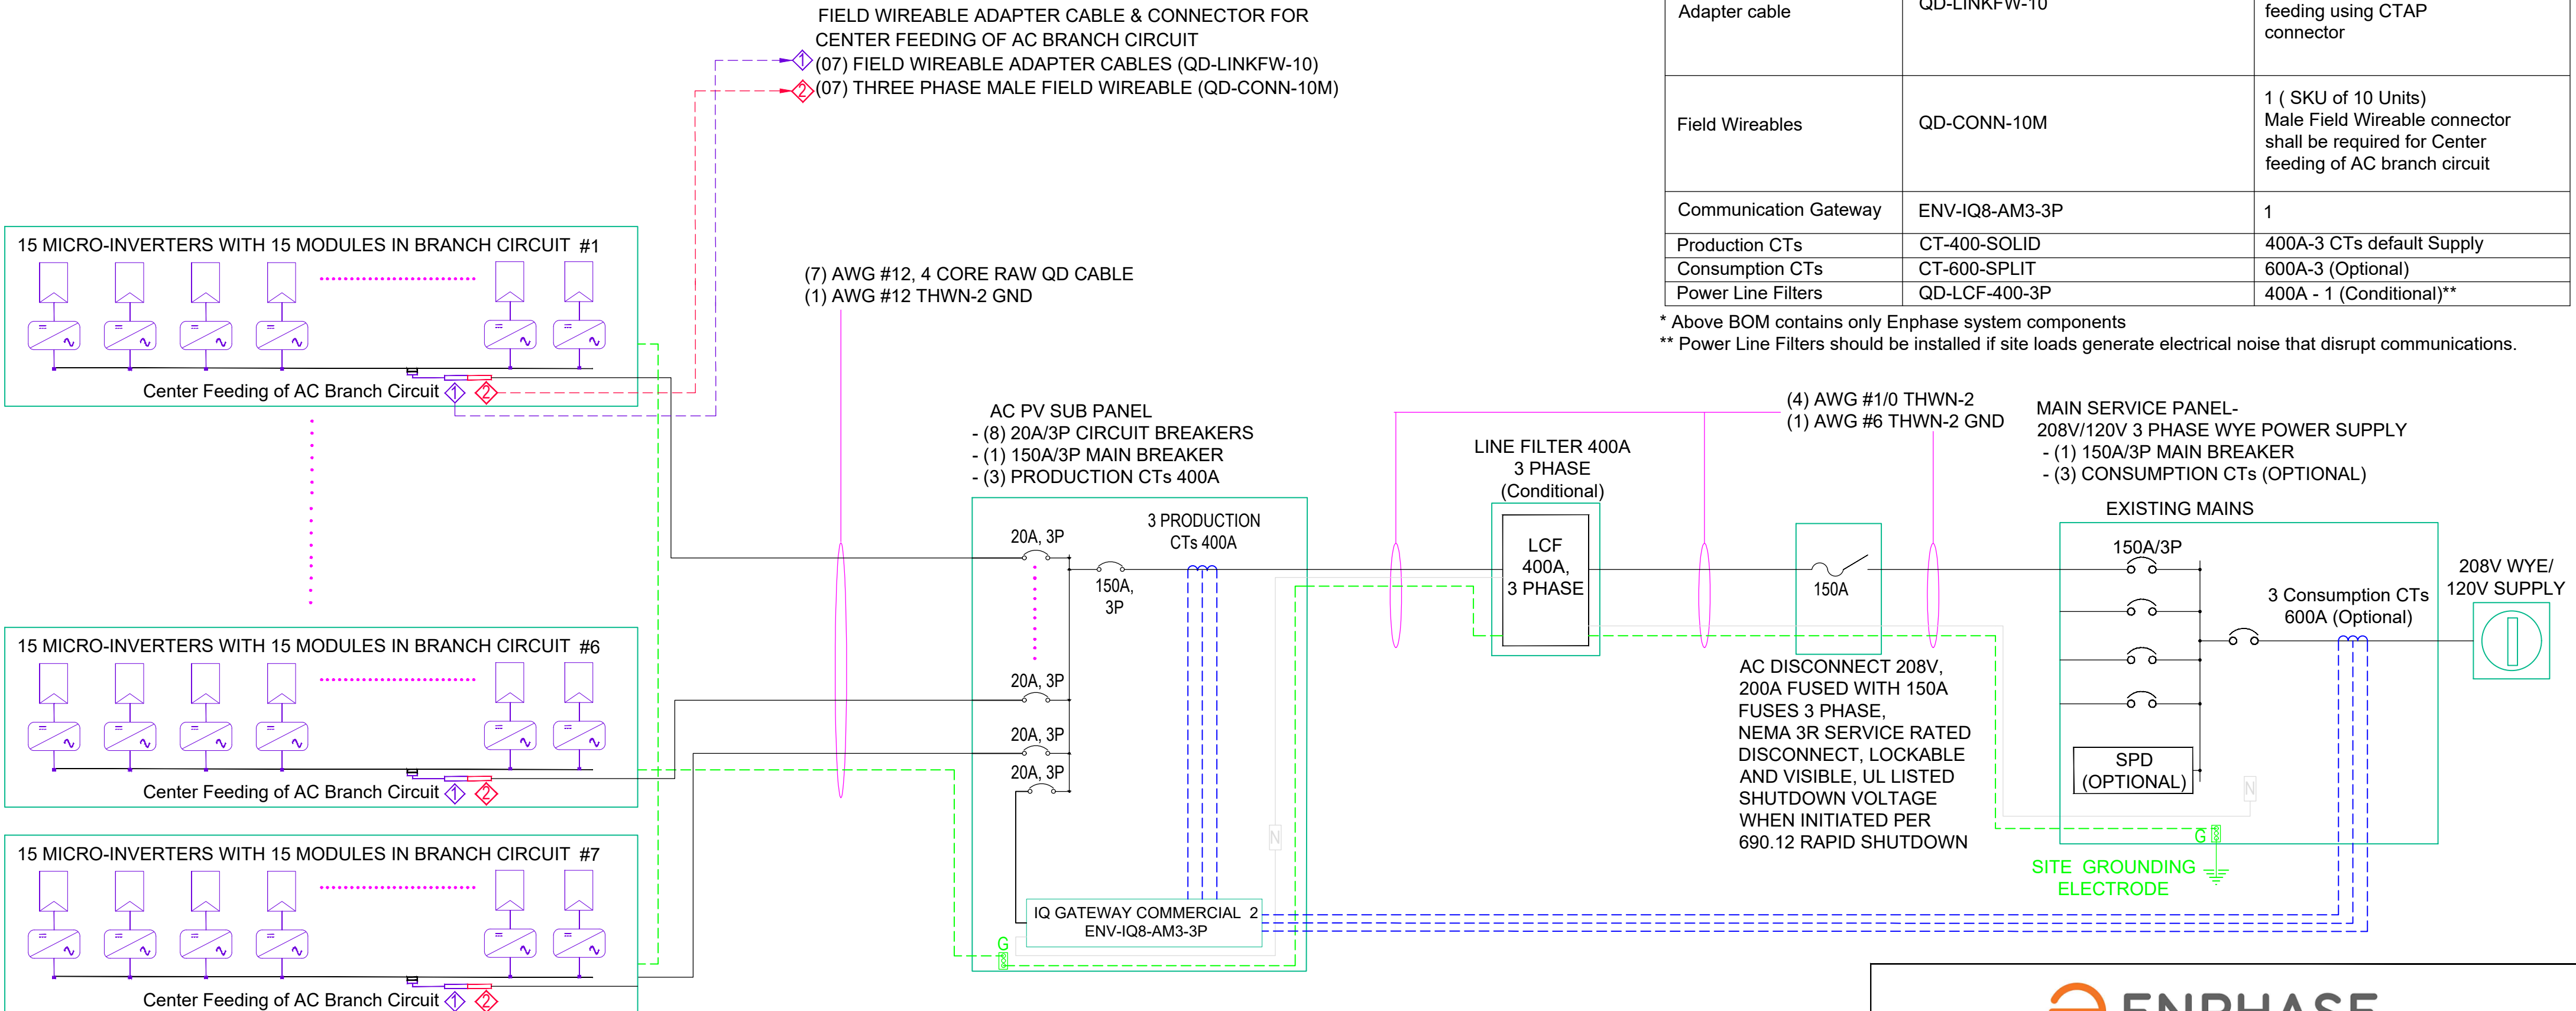 FIELD WIREABLE ADAPTER CABLE & CONNECTOR FOR
CENTER FEEDING OF AC BRANCH CIRCUIT
1 (07) FIELD WIREABLE ADAPTER CABLES (QD-LINKFW-10)
2 (07) THREE PHASE MALE FIELD WIREABLE (QD-CONN-10M)
Adapter cable
QD-LINKFW-10
feeding using CTAP
connector
Field Wireables
QD-CONN-10M
1 ( SKU of 10 Units)
Male Field Wireable connector
shall be required for Center
feeding of AC branch circuit
Communication Gateway
ENV-IQ8-AM3-3P
1
Production CTs
CT-400-SOLID
400A-3 CTs default Supply
Consumption CTs
CT-600-SPLIT
600A-3 (Optional)
Power Line Filters
QD-LCF-400-3P
400A - 1 (Conditional)**
* Above BOM contains only Enphase system components
** Power Line Filters should be installed if site loads generate electrical noise that disrupt communications.
15 MICRO-INVERTERS WITH 15 MODULES IN BRANCH CIRCUIT #1
Center Feeding of AC Branch Circuit 1 2
15 MICRO-INVERTERS WITH 15 MODULES IN BRANCH CIRCUIT #6
Center Feeding of AC Branch Circuit 1 2
15 MICRO-INVERTERS WITH 15 MODULES IN BRANCH CIRCUIT #7
Center Feeding of AC Branch Circuit 1 2
(7) AWG #12, 4 CORE RAW QD CABLE
(1) AWG #12 THWN-2 GND
AC PV SUB PANEL
- (8) 20A/3P CIRCUIT BREAKERS
- (1) 150A/3P MAIN BREAKER
- (3) PRODUCTION CTs 400A
20A, 3P
3 PRODUCTION
CTs 400A
150A,
3P
20A, 3P
20A, 3P
20A, 3P
N
IQ GATEWAY COMMERCIAL 2
ENV-IQ8-AM3-3P
G
LINE FILTER 400A
3 PHASE
(Conditional)
LCF
400A,
3 PHASE
(4) AWG #1/0 THWN-2
(1) AWG #6 THWN-2 GND
150A
AC DISCONNECT 208V,
200A FUSED WITH 150A
FUSES 3 PHASE,
NEMA 3R SERVICE RATED
DISCONNECT, LOCKABLE
AND VISIBLE, UL LISTED
SHUTDOWN VOLTAGE
WHEN INITIATED PER
690.12 RAPID SHUTDOWN
MAIN SERVICE PANEL-
208V/120V 3 PHASE WYE POWER SUPPLY
- (1) 150A/3P MAIN BREAKER
- (3) CONSUMPTION CTs (OPTIONAL)
EXISTING MAINS
150A/3P
3 Consumption CTs
600A (Optional)
SPD
(OPTIONAL)
N
G
SITE GROUNDING
ELECTRODE
208V WYE/
120V SUPPLY
ENPHASE